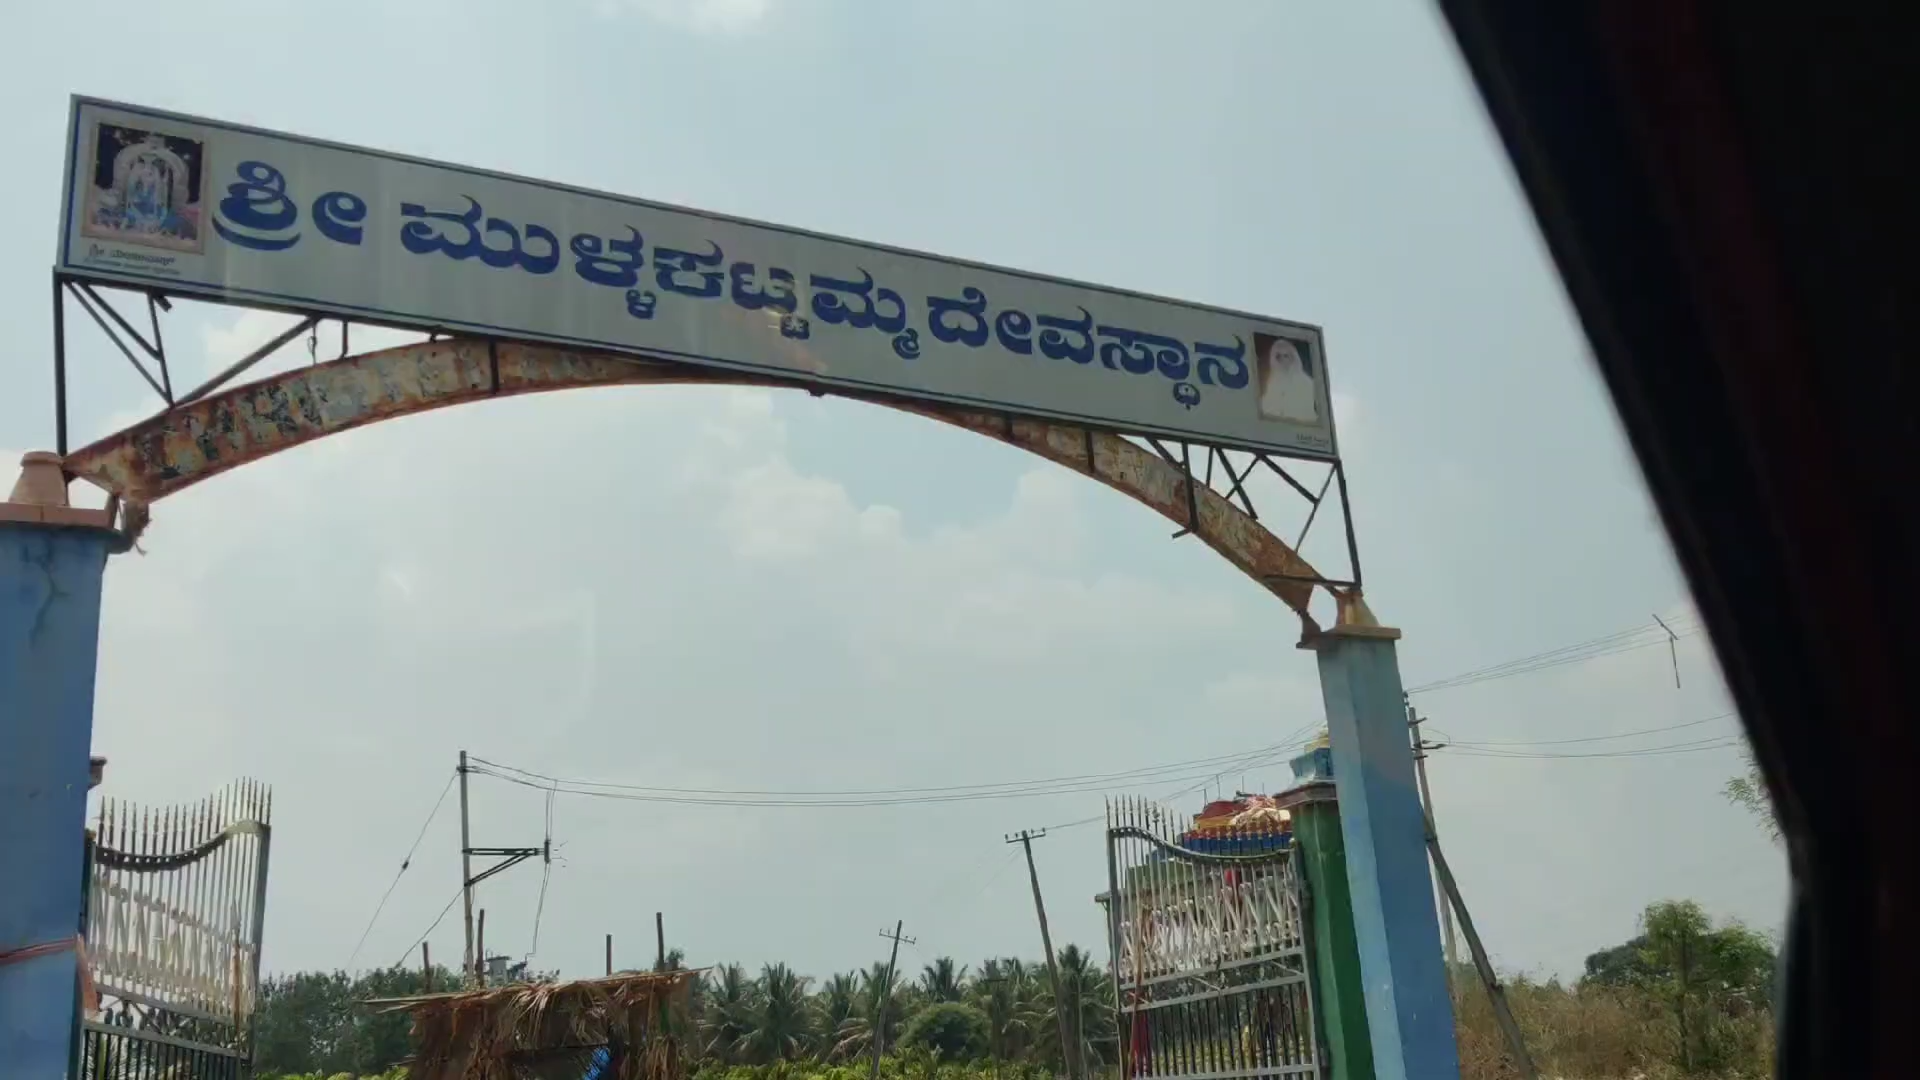 ಶ್ರೀ ಮುಳ್ಳಕಟ್ಟಮ್ಮ ದೇವಸ್ಥಾನ
ಶ್ರೀ